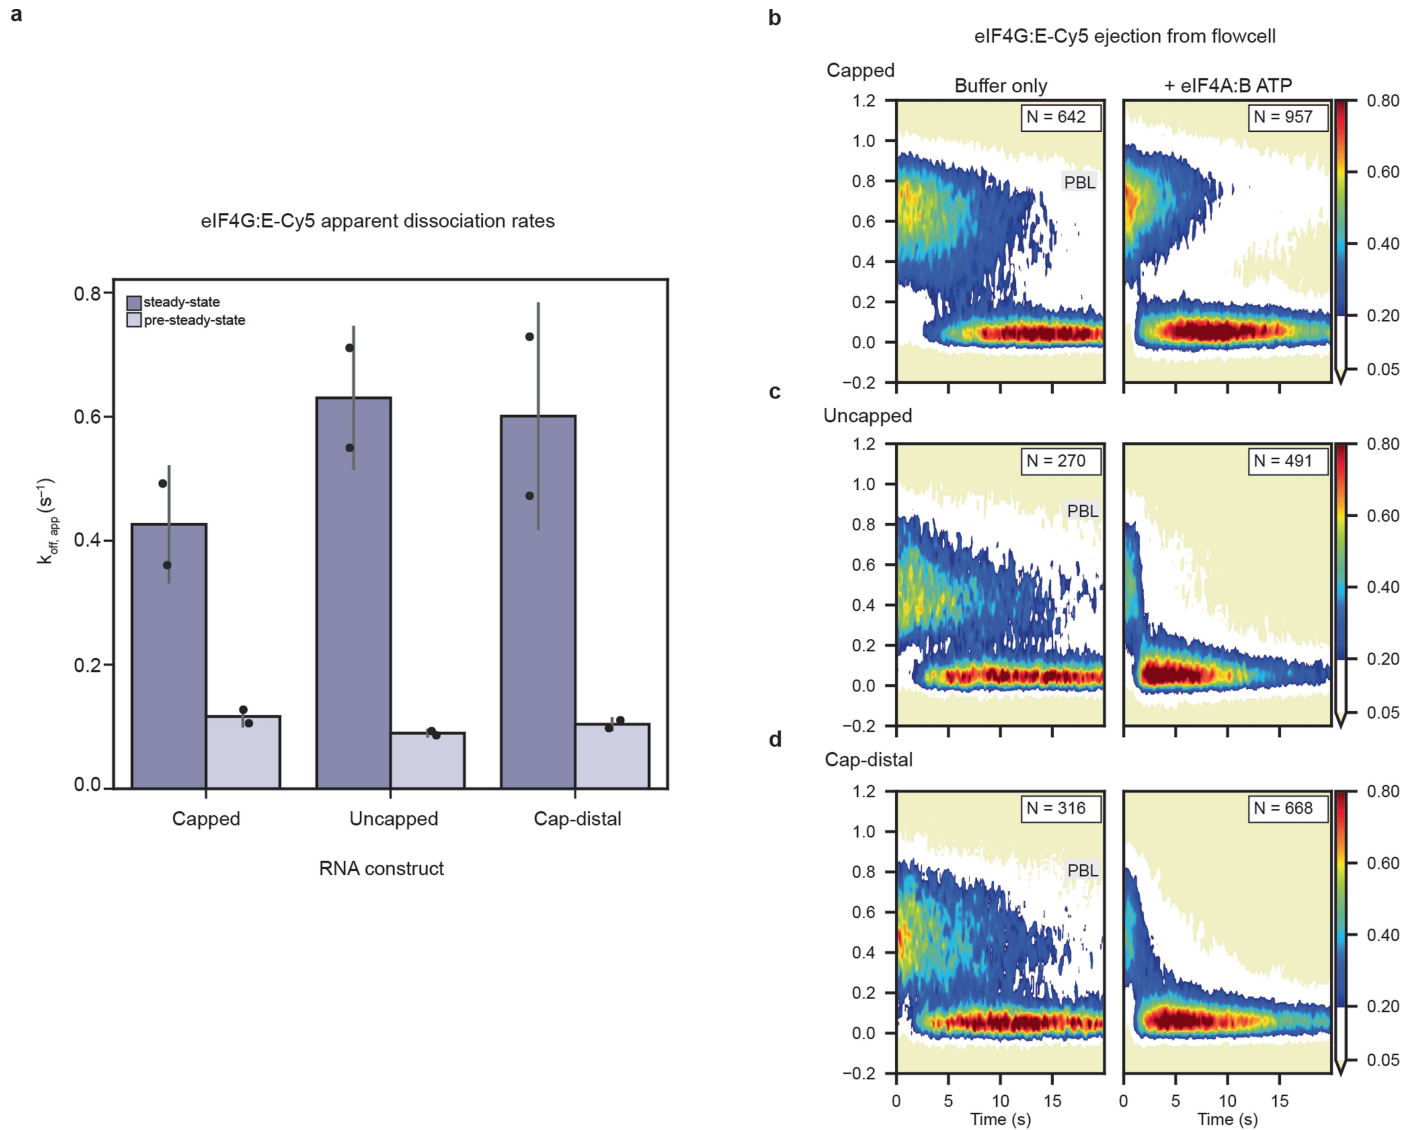 a
eIF4G:E-Cy5 apparent dissociation rates
steady-state
pre-steady-state
0.8
0.6
0.4
0.2
0.0
k off, app (s⁻¹)
Capped
Uncapped
Cap-distal
RNA construct
b
eIF4G:E-Cy5 ejection from flowcell
Capped
Buffer only
+ eIF4A:B ATP
1.2
1.0
0.8
0.6
0.4
0.2
0.0
−0.2
N = 642
PBL
N = 957
0.80
0.60
0.40
0.20
0.05
c
Uncapped
1.2
1.0
0.8
0.6
0.4
0.2
0.0
−0.2
N = 270
PBL
N = 491
0.80
0.60
0.40
0.20
0.05
d
Cap-distal
1.2
1.0
0.8
0.6
0.4
0.2
0.0
−0.2
N = 316
PBL
N = 668
0.80
0.60
0.40
0.20
0.05
0 5 10 15
Time (s)
0 5 10 15
Time (s)